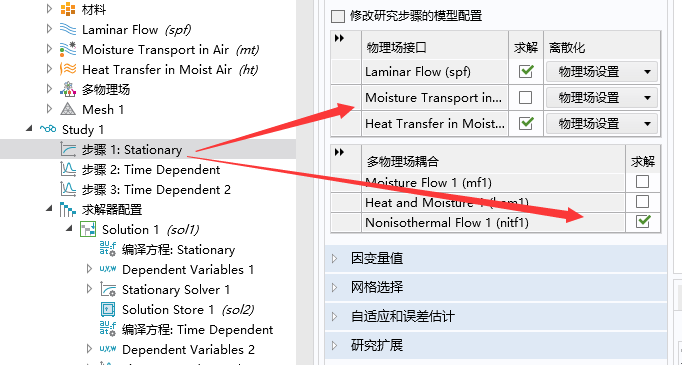 材料
Laminar Flow (spf)
Moisture Transport in Air (mt)
Heat Transfer in Moist Air (ht)
多物理场
Mesh 1
Study 1
步骤 1: Stationary
步骤 2: Time Dependent
步骤 3: Time Dependent 2
求解器配置
Solution 1 (sol1)
编译方程: Stationary
Dependent Variables 1
Stationary Solver 1
Solution Store 1 (sol2)
编译方程: Time Dependent
Dependent Variables 2
修改研究步骤的模型配置
物理场接口 求解 离散化
Laminar Flow (spf) 物理场设置
Moisture Transport in... 物理场设置
Heat Transfer in Moist... 物理场设置
多物理场耦合 求解
Moisture Flow 1 (mf1)
Heat and Moisture 1
Nonisothermal Flow 1 (nitf1)
因变量值
网格选择
自适应和误差估计
研究扩展